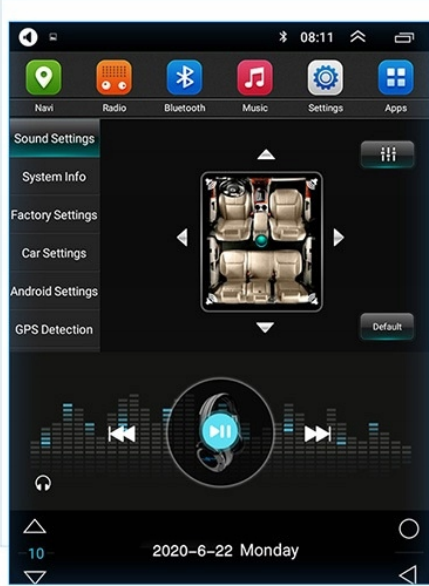 08:11
Navi
Radio
Bluetooth
Music
Settings
Apps
Sound Settings
System Info
Factory Settings
Car Settings
Android Settings
GPS Detection
Default
10
2020-6-22 Monday